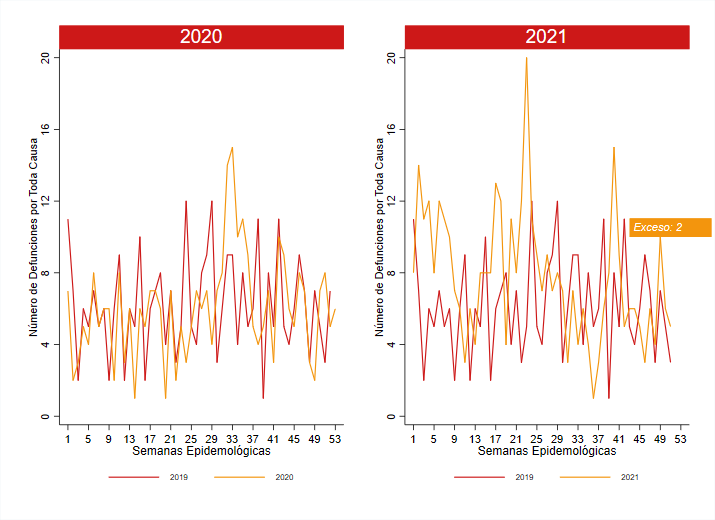 2020
Número de Defunciones por Toda Causa
20
16
12
8
4
0
1 5 9 13 17 21 25 29 33 37 41 45 49 53
Semanas Epidemológicas
2019 2020
2021
Número de Defunciones por Toda Causa
20
16
12
8
4
0
Exceso: 2
1 5 9 13 17 21 25 29 33 37 41 45 49 53
Semanas Epidemológicas
2019 2021